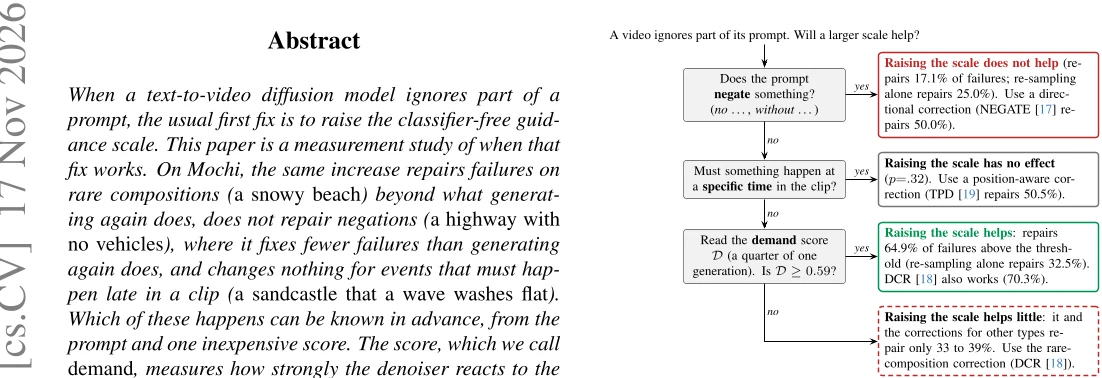 [cs.CV] 17 Nov 2026
Abstract
When a text-to-video diffusion model ignores part of a
prompt, the usual first fix is to raise the classifier-free guid-
ance scale. This paper is a measurement study of when that
fix works. On Mochi, the same increase repairs failures on
rare compositions (a snowy beach) beyond what generat-
ing again does, does not repair negations (a highway with
no vehicles), where it fixes fewer failures than generating
again does, and changes nothing for events that must hap-
pen late in a clip (a sandcastle that a wave washes flat).
Which of these happens can be known in advance, from the
prompt and one inexpensive score. The score, which we call
demand, measures how strongly the denoiser reacts to the
A video ignores part of its prompt. Will a larger scale help?
Does the prompt
negate something?
(no …, without …)
yes
Raising the scale does not help (re-
pairs 17.1% of failures; re-sampling
alone repairs 25.0%). Use a direc-
tional correction (NEGATE [17] re-
pairs 50.0%).
no
Must something happen at
a specific time in the clip?
yes
Raising the scale has no effect
(p=.32). Use a position-aware cor-
rection (TPD [19] repairs 50.5%).
no
Read the demand score
D (a quarter of one
generation). Is D ≥ 0.59?
yes
Raising the scale helps: repairs
64.9% of failures above the thresh-
old (re-sampling alone repairs 32.5%).
DCR [18] also works (70.3%).
no
Raising the scale helps little: it and
the corrections for other types re-
pair only 33 to 39%. Use the rare-
composition correction (DCR [18]).